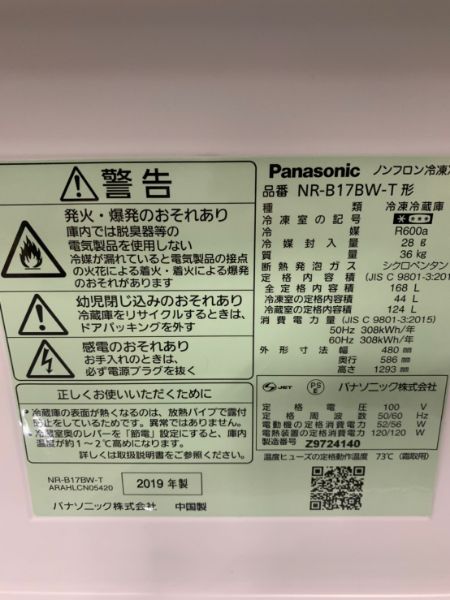 警告
発火・爆発のおそれあり
庫内では脱臭器等の
電気製品を使用しない
冷媒が漏れていると電気製品の接点
の火花による着火・着火による爆発
のおそれがあります
幼児閉じ込みのおそれあり
冷蔵庫をリサイクルするときは、
ドアパッキングを外す
感電のおそれあり
お手入れのときは、
必ず電源プラグを抜く
正しくお使いいただくために
・冷蔵庫の表面が熱くなるのは、放熱パイプで露付
防止しているためです。異常ではありません。
・冷蔵室奥のレバーを「節電」設定にすると、庫内
温度が約1~2℃高めになります。
詳しくは取扱説明書をご覧ください
NR-B17BW-T
ARAHLCN05420
2019 年製
パナソニック株式会社 中国製
Panasonic ノンフロン冷凍
品番 NR-B17BW-T 形
種類 冷凍冷蔵庫
冷凍室の記号
冷媒 R600a
冷媒封入量 28 g
質量 36 kg
断熱発泡ガス シクロペンタン
定格内容積 (JIS C 9801-3:201
全定格内容積 168 L
冷凍室の定格内容積 44 L
冷蔵室の定格内容積 124 L
消費電力量 (JIS C 9801-3:2015)
50Hz 308kWh/年
60Hz 308kWh/年
外形寸法 幅 480 mm
奥行 586 mm
高さ 1293 mm
JET PSE パナソニック株式会社
定格電圧 100 V
定格周波数 50/60 Hz
電動機の定格消費電力 52/56 W
電熱装置の定格消費電力 120/120 W
製造番号 Z9724140
温度ヒューズの定格動作温度 73℃ (霜取用)